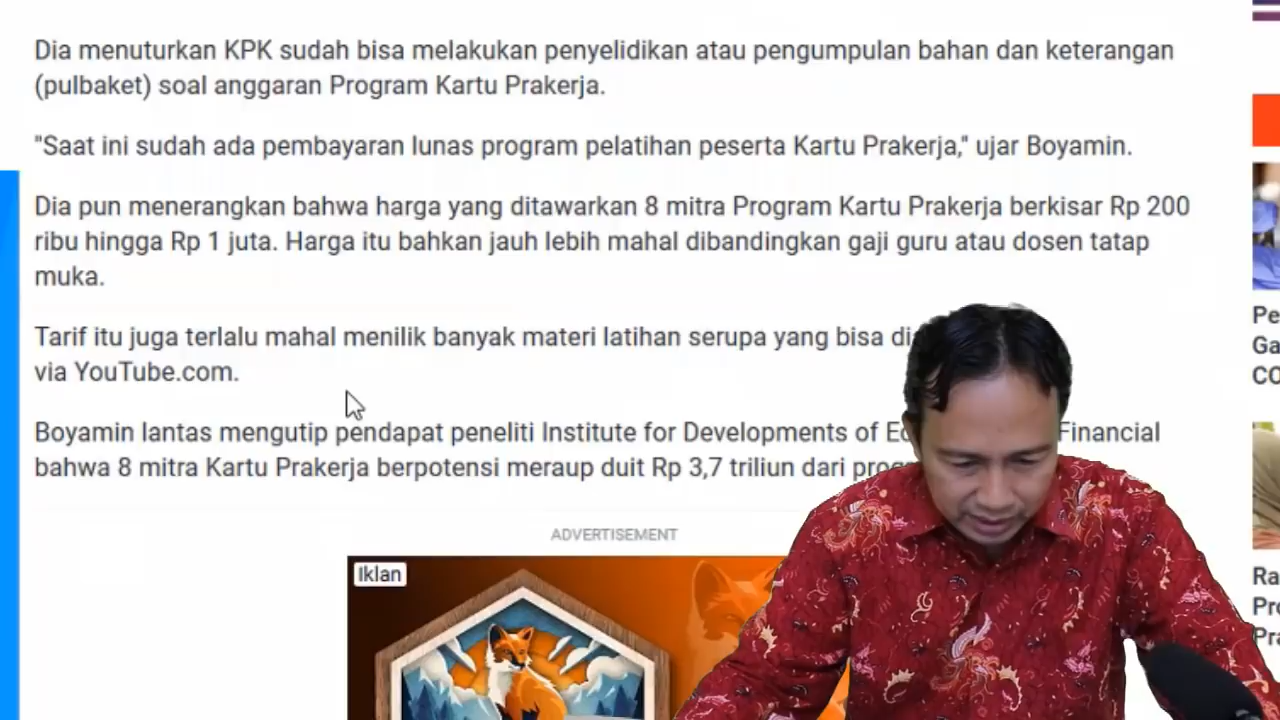 Dia menuturkan KPK sudah bisa melakukan penyelidikan atau pengumpulan bahan dan keterangan
(pulbaket) soal anggaran Program Kartu Prakerja.
"Saat ini sudah ada pembayaran lunas program pelatihan peserta Kartu Prakerja," ujar Boyamin.
Dia pun menerangkan bahwa harga yang ditawarkan 8 mitra Program Kartu Prakerja berkisar Rp 200
ribu hingga Rp 1 juta. Harga itu bahkan jauh lebih mahal dibandingkan gaji guru atau dosen tatap
muka.
Tarif itu juga terlalu mahal menilik banyak materi latihan serupa yang bisa
via YouTube.com.
Boyamin lantas mengutip pendapat peneliti Institute for Developments of Financial
bahwa 8 mitra Kartu Prakerja berpotensi meraup duit Rp 3,7 triliun dari
ADVERTISEMENT
Iklan